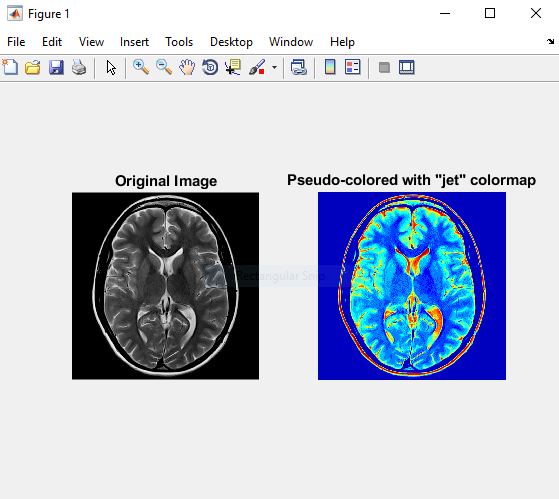 Figure 1
File Edit View Insert Tools Desktop Window Help
Original Image
Pseudo-colored with "jet" colormap
Rectangular Snip